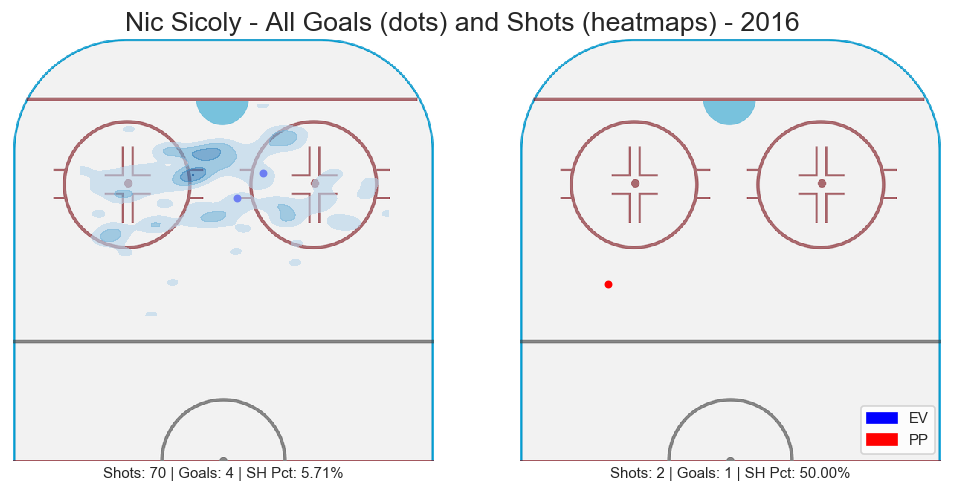 Nic Sicoly - All Goals (dots) and Shots (heatmaps) - 2016
EV
PP
Shots: 70 | Goals: 4 | SH Pct: 5.71%
Shots: 2 | Goals: 1 | SH Pct: 50.00%